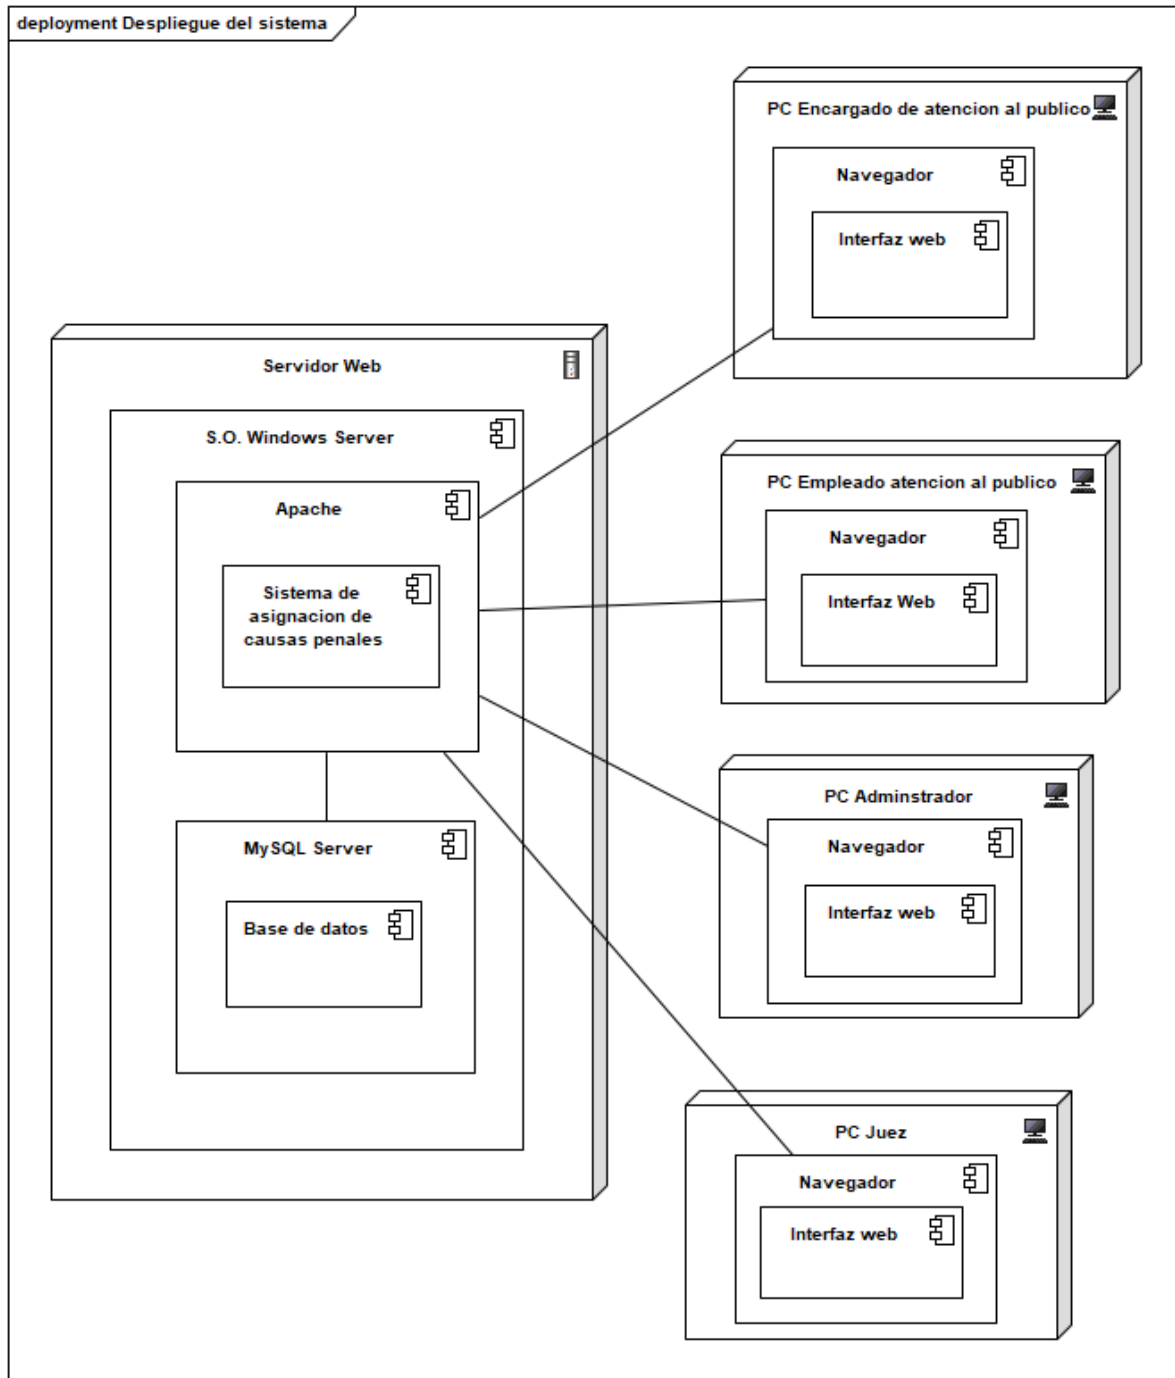 deployment Despliegue del sistema
PC Encargado de atencion al publico
Navegador
Interfaz web
Servidor Web
S.O. Windows Server
Apache
Sistema de
asignacion de
causas penales
MySQL Server
Base de datos
PC Empleado atencion al publico
Navegador
Interfaz Web
PC Adminstrador
Navegador
Interfaz web
PC Juez
Navegador
Interfaz web